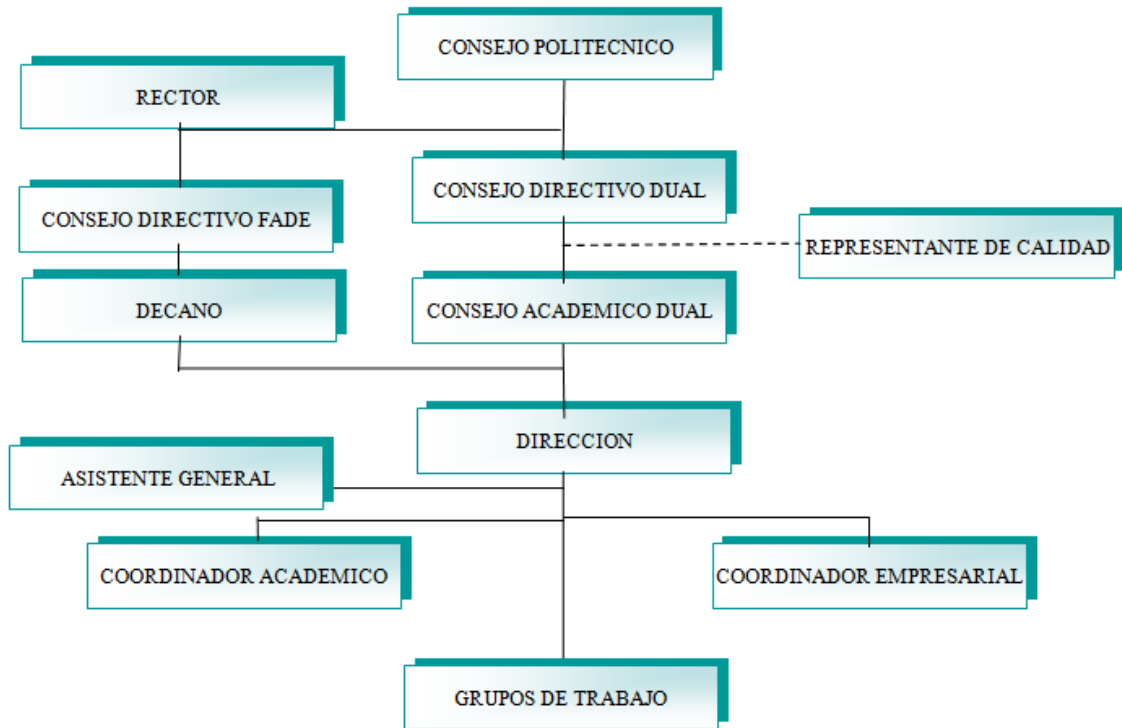 CONSEJO POLITECNICO
RECTOR
CONSEJO DIRECTIVO DUAL
CONSEJO DIRECTIVO FADE
REPRESENTANTE DE CALIDAD
DECANO
CONSEJO ACADEMICO DUAL
DIRECCION
ASISTENTE GENERAL
COORDINADOR ACADEMICO
COORDINADOR EMPRESARIAL
GRUPOS DE TRABAJO